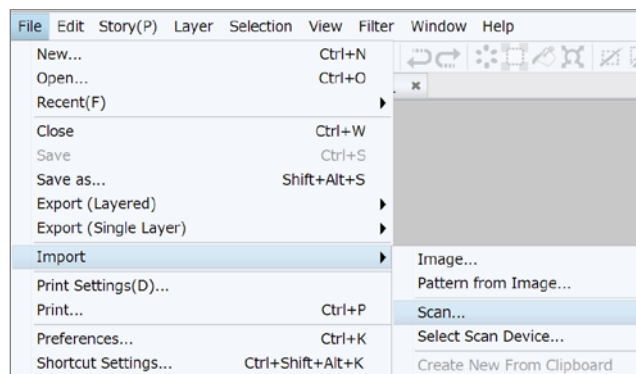 File Edit Story(P) Layer Selection View Filter Window Help
New... Ctrl+N
Open... Ctrl+O
Recent(F)
Close Ctrl+W
Save Ctrl+S
Save as... Shift+Alt+S
Export (Layered)
Export (Single Layer)
Import
Print Settings(D)...
Print... Ctrl+P
Preferences... Ctrl+K
Shortcut Settings... Ctrl+Shift+Alt+K
Image...
Pattern from Image...
Scan...
Select Scan Device...
Create New From Clipboard